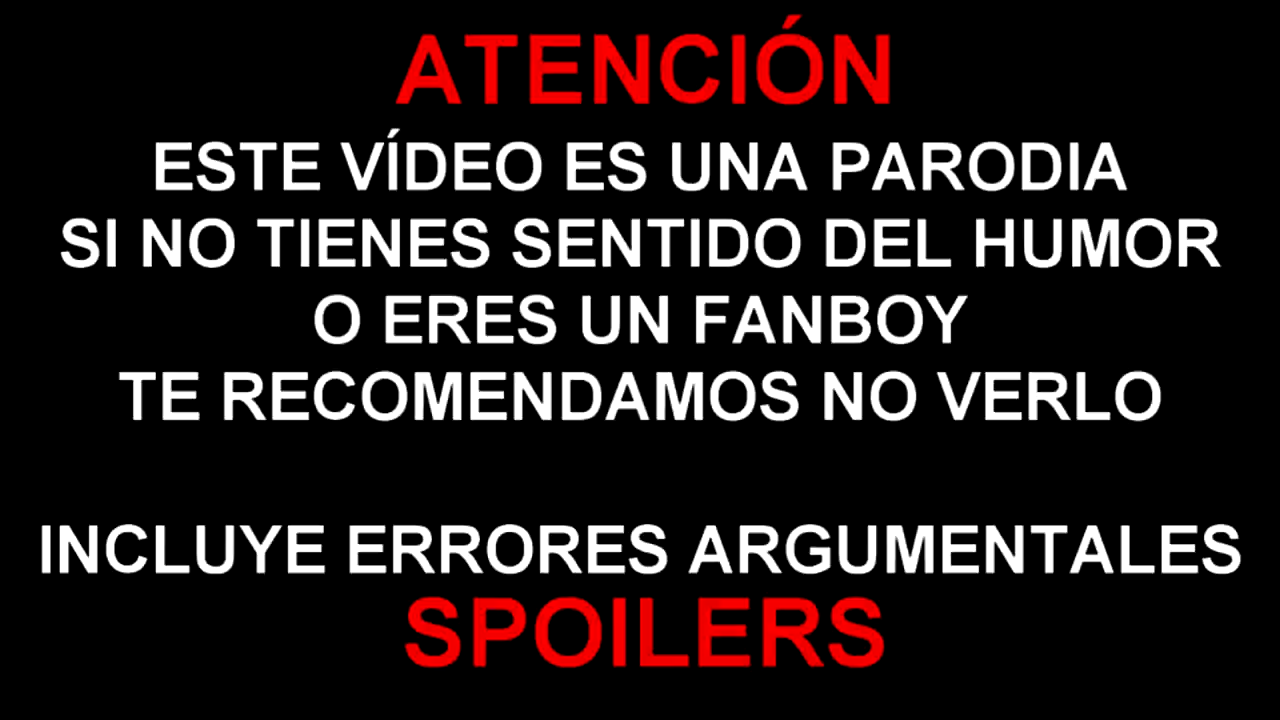 ATENCIÓN
ESTE VÍDEO ES UNA PARODIA
SI NO TIENES SENTIDO DEL HUMOR
O ERES UN FANBOY
TE RECOMENDAMOS NO VERLO
INCLUYE ERRORES ARGUMENTALES
SPOILERS